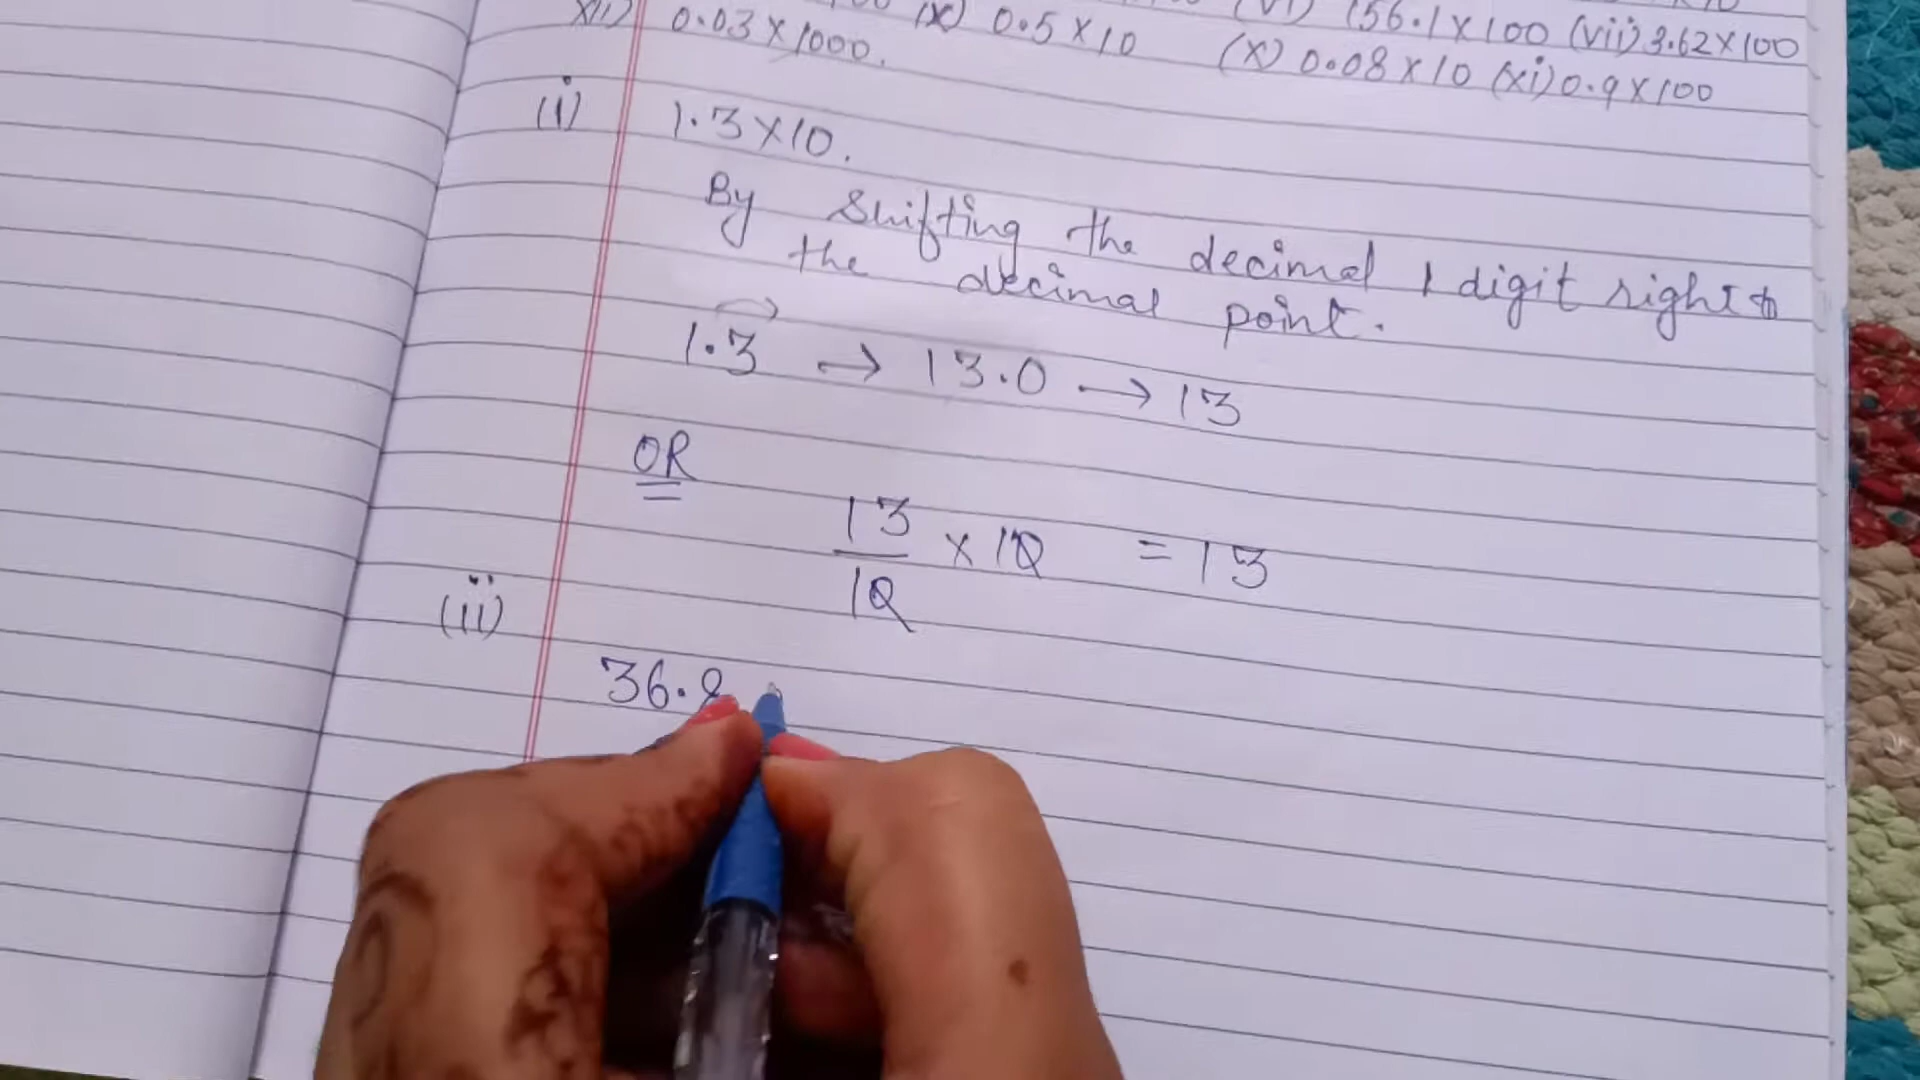 (vi) 156.1 X 100 (vii) 3.62 X 100
xii) 0.03 X 1000. (x) 0.5 X 10 (x) 0.08 X 10 (xi) 0.9 X 100
(i) 1.3 X 10.
By Shifting the decimal 1 digit right to
the decimal point.
1.3 → 13.0 → 13
OR
13/10 x 10 = 13
(ii)
36.8